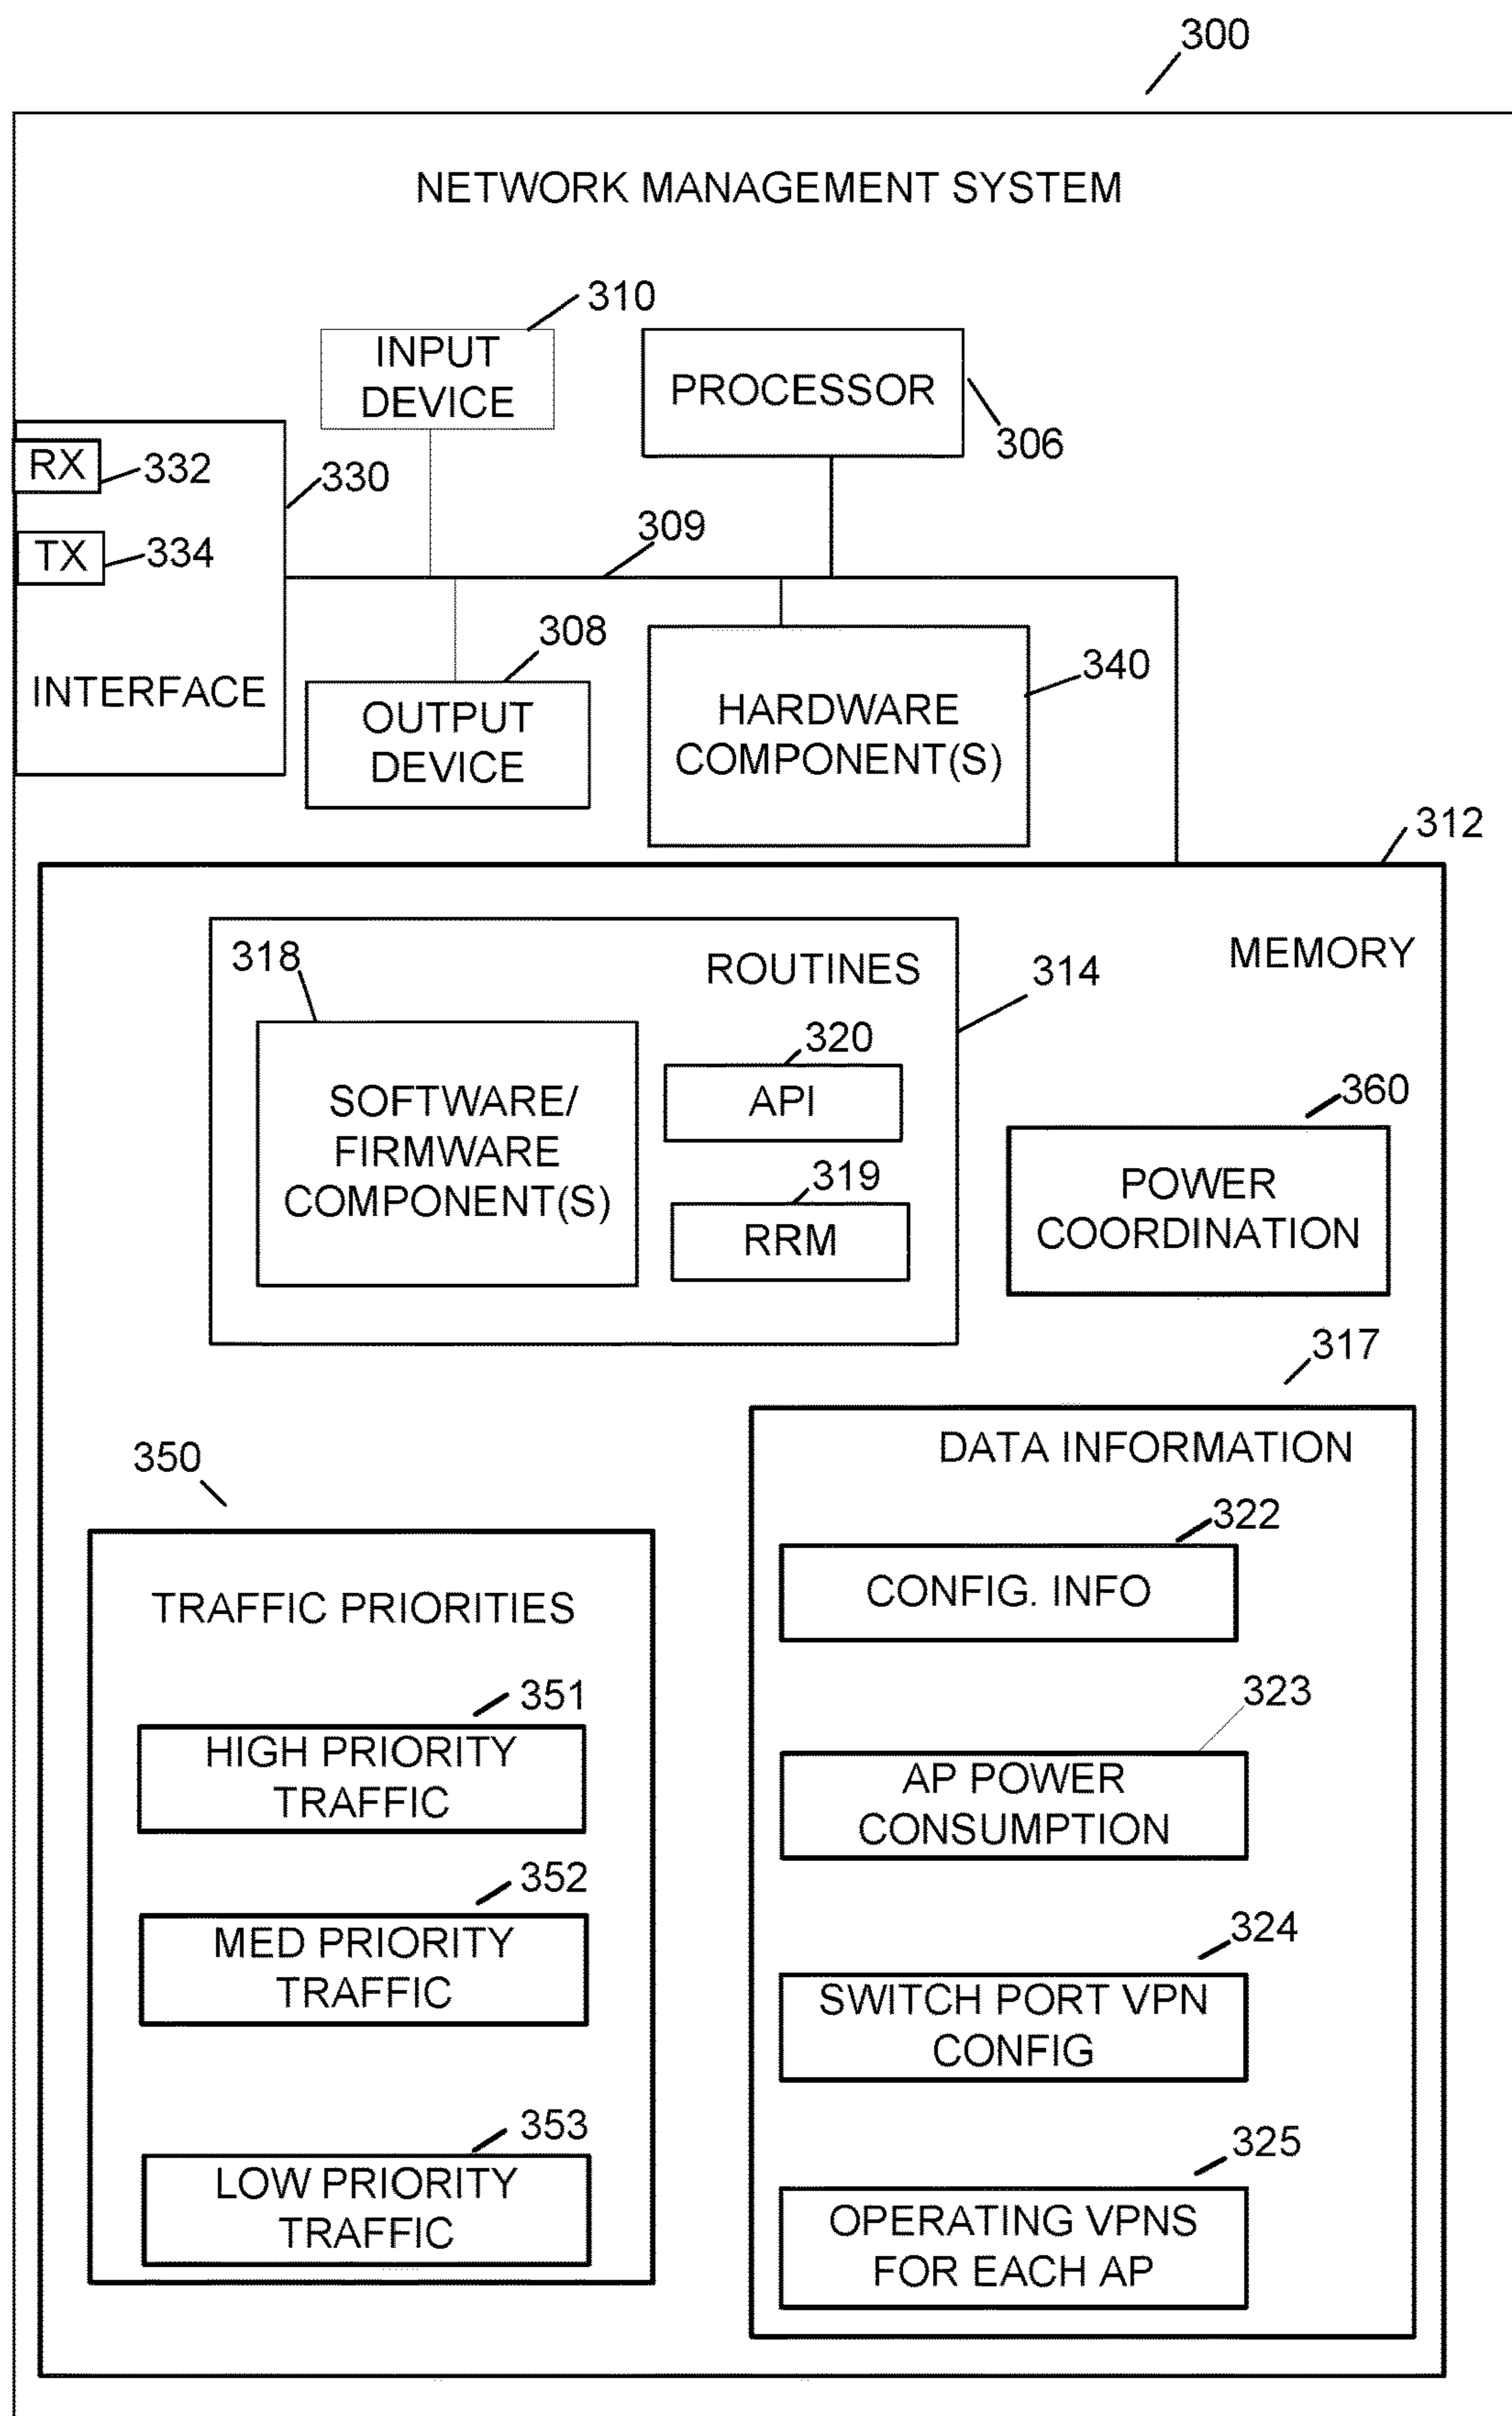 300
NETWORK MANAGEMENT SYSTEM
310
INPUT
DEVICE
PROCESSOR
306
RX
332
330
TX
334
309
INTERFACE
308
OUTPUT
DEVICE
HARDWARE
COMPONENT(S)
340
312
MEMORY
318
ROUTINES
314
SOFTWARE/
FIRMWARE
COMPONENT(S)
320
API
319
RRM
360
POWER
COORDINATION
317
DATA INFORMATION
350
TRAFFIC PRIORITIES
351
HIGH PRIORITY
TRAFFIC
352
MED PRIORITY
TRAFFIC
353
LOW PRIORITY
TRAFFIC
322
CONFIG. INFO
323
AP POWER
CONSUMPTION
324
SWITCH PORT VPN
CONFIG
325
OPERATING VPNS
FOR EACH AP